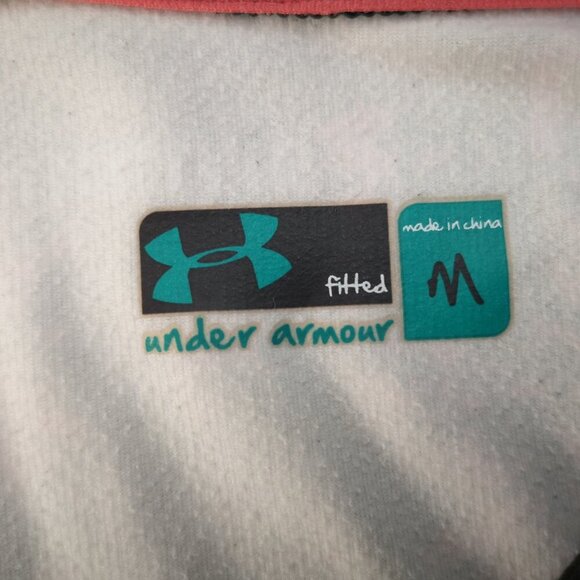 fitted
under armour
made in china
M